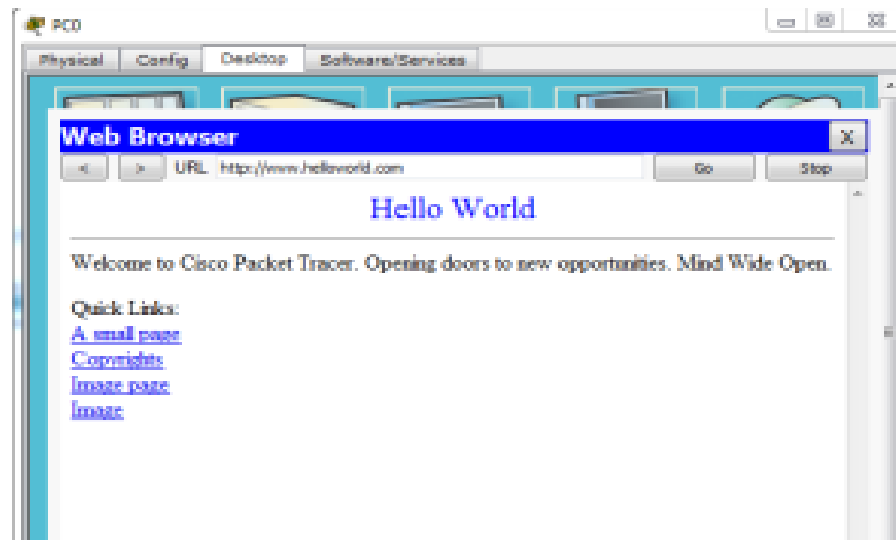 PC0
Physical Config Desktop Software/Services
Web Browser X
< > URL http://www.helloworld.com Go Stop
Hello World
Welcome to Cisco Packet Tracer. Opening doors to new opportunities. Mind Wide Open.
Quick Links:
A small page
Copyrights
Image page
Image